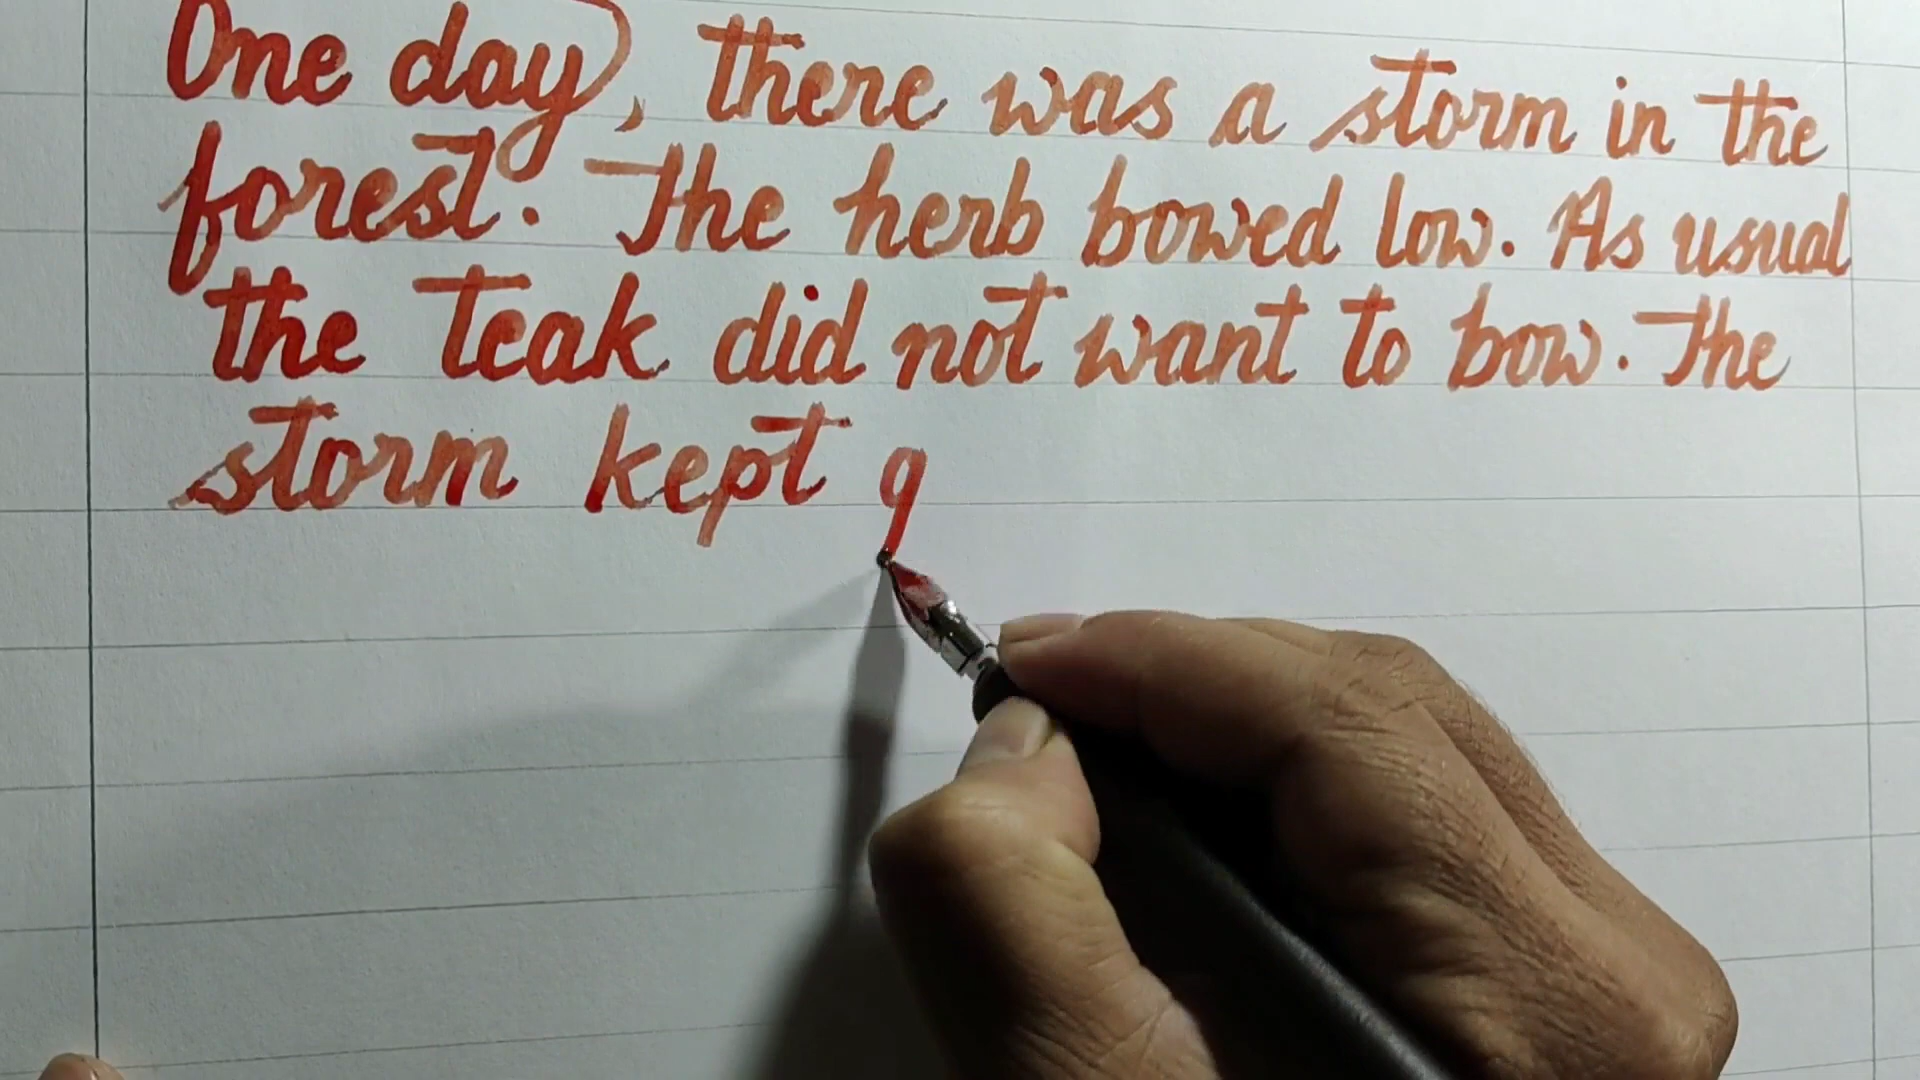 One day, there was a storm in the
forest. The herb bowed low. As usual
the teak did not want to bow. The
storm kept g